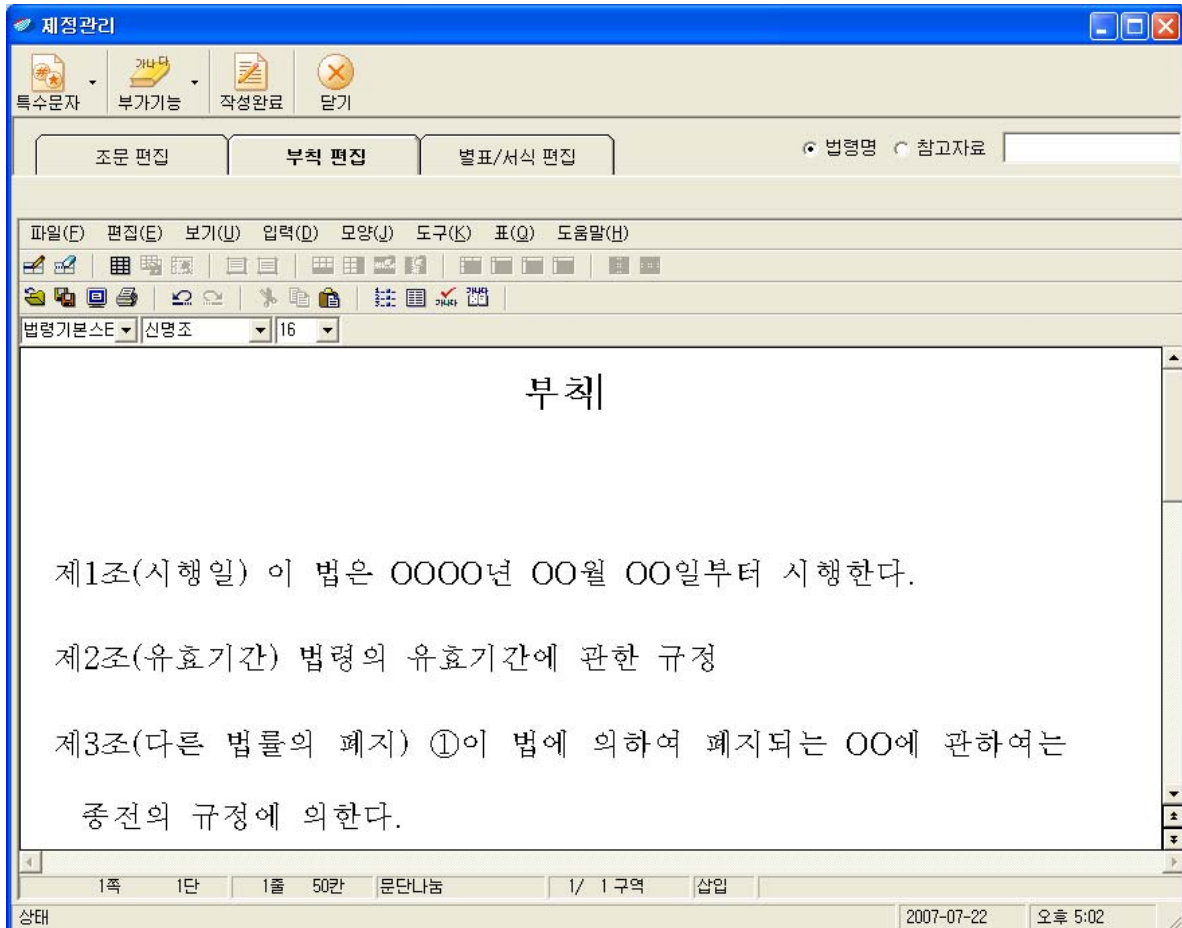 제정관리
가나다
특수문자 부가기능 작성완료 닫기
조문 편집 부칙 편집 별표/서식 편집 법령명 참고자료
파일(F) 편집(E) 보기(U) 입력(D) 모양(J) 도구(K) 표(Q) 도움말(H)
법령기본스E 신명조 16
부칙
제1조(시행일) 이 법은 OOOO년 OO월 OO일부터 시행한다.
제2조(유효기간) 법령의 유효기간에 관한 규정
제3조(다른 법률의 폐지) ①이 법에 의하여 폐지되는 OO에 관하여는
종전의 규정에 의한다.
1쪽 1단 1줄 50칸 문단나눔 1/ 1 구역 삽입
상태 2007-07-22 오후 5:02